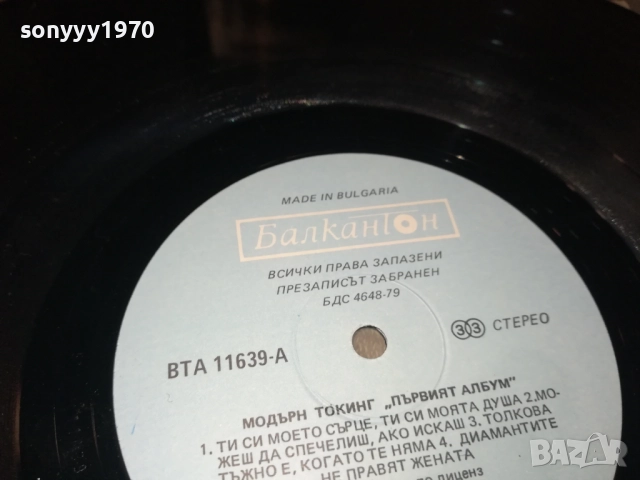 sonyyy1970
MADE IN BULGARIA
Балкантон
ВСИЧКИ ПРАВА ЗАПАЗЕНИ
ПРЕЗАПИСЪТ ЗАБРАНЕН
БДС 4648-79
33 СТЕРЕО
ВТА 11639-А
МОДЪРН ТОКИНГ „ПЪРВИЯТ АЛБУМ"
1. ТИ СИ МОЕТО СЪРЦЕ, ТИ СИ МОЯТА ДУША 2. МО-
ЖЕШ ДА СПЕЧЕЛИШ, АКО ИСКАШ 3. ТОЛКОВА
ТЪЖНО Е, КОГАТО ТЕ НЯМА 4. ДИАМАНТИТЕ
НЕ ПРАВЯТ ЖЕНАТА
лиценз
BAZAR
.bg